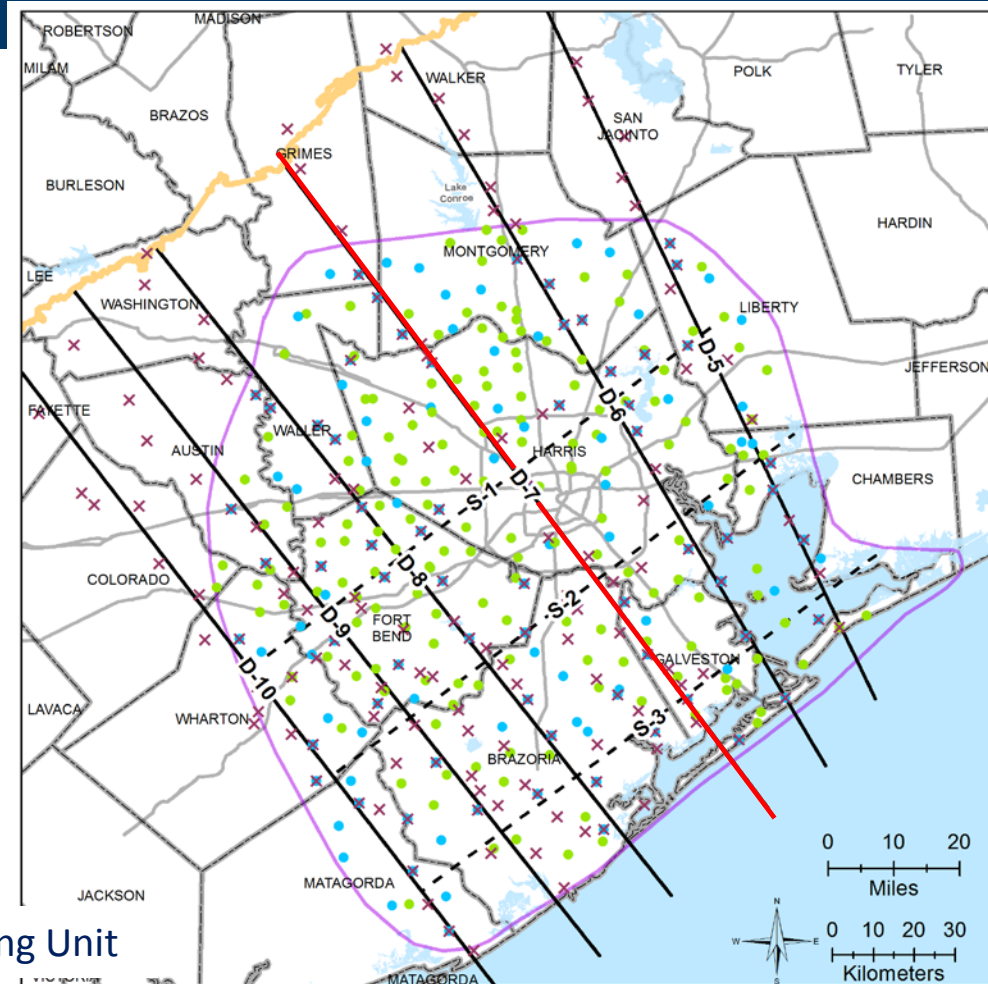 MADISON
ROBERTSON
MILAM
WALKER
POLK
TYLER
BRAZOS
SAN
JACINTO
GRIMES
BURLESON
Lake
Conroe
HARDIN
MONTGOMERY
LEE
WASHINGTON
LIBERTY
D-5
JEFFERSON
FAYETTE
D-6
WALLER
AUSTIN
HARRIS
CHAMBERS
D-7
S-1
COLORADO
D-8
S-2
FORT
BEND
D-9
GALVESTON
D-10
LAVACA
WHARTON
S-3
BRAZORIA
0 10 20
Miles
MATAGORDA
JACKSON
N
W E
S
0 10 20 30
Kilometers
ng Unit
VICTORIA
MATAGORDA